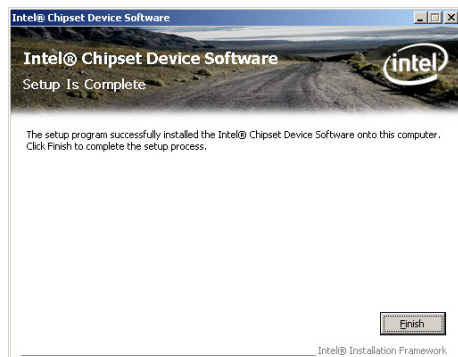 Intel® Chipset Device Software
Intel® Chipset Device Software
Setup Is Complete
intel®
The setup program successfully installed the Intel® Chipset Device Software onto this computer.
Click Finish to complete the setup process.
Finish
Intel® Installation Framework